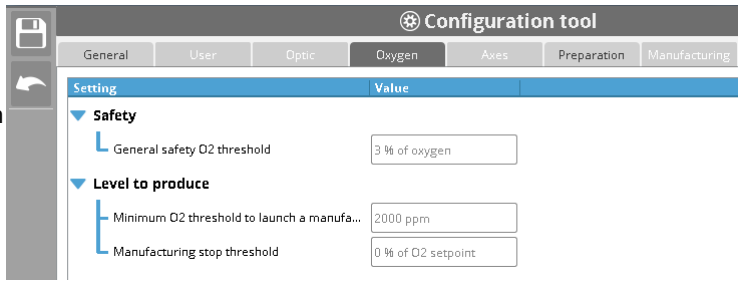 Configuration tool
General User Optic Oxygen Axes Preparation Manufacturing
Setting Value
Safety
General safety O2 threshold 3 % of oxygen
Level to produce
Minimum O2 threshold to launch a manufa... 2000 ppm
Manufacturing stop threshold 0 % of O2 setpoint